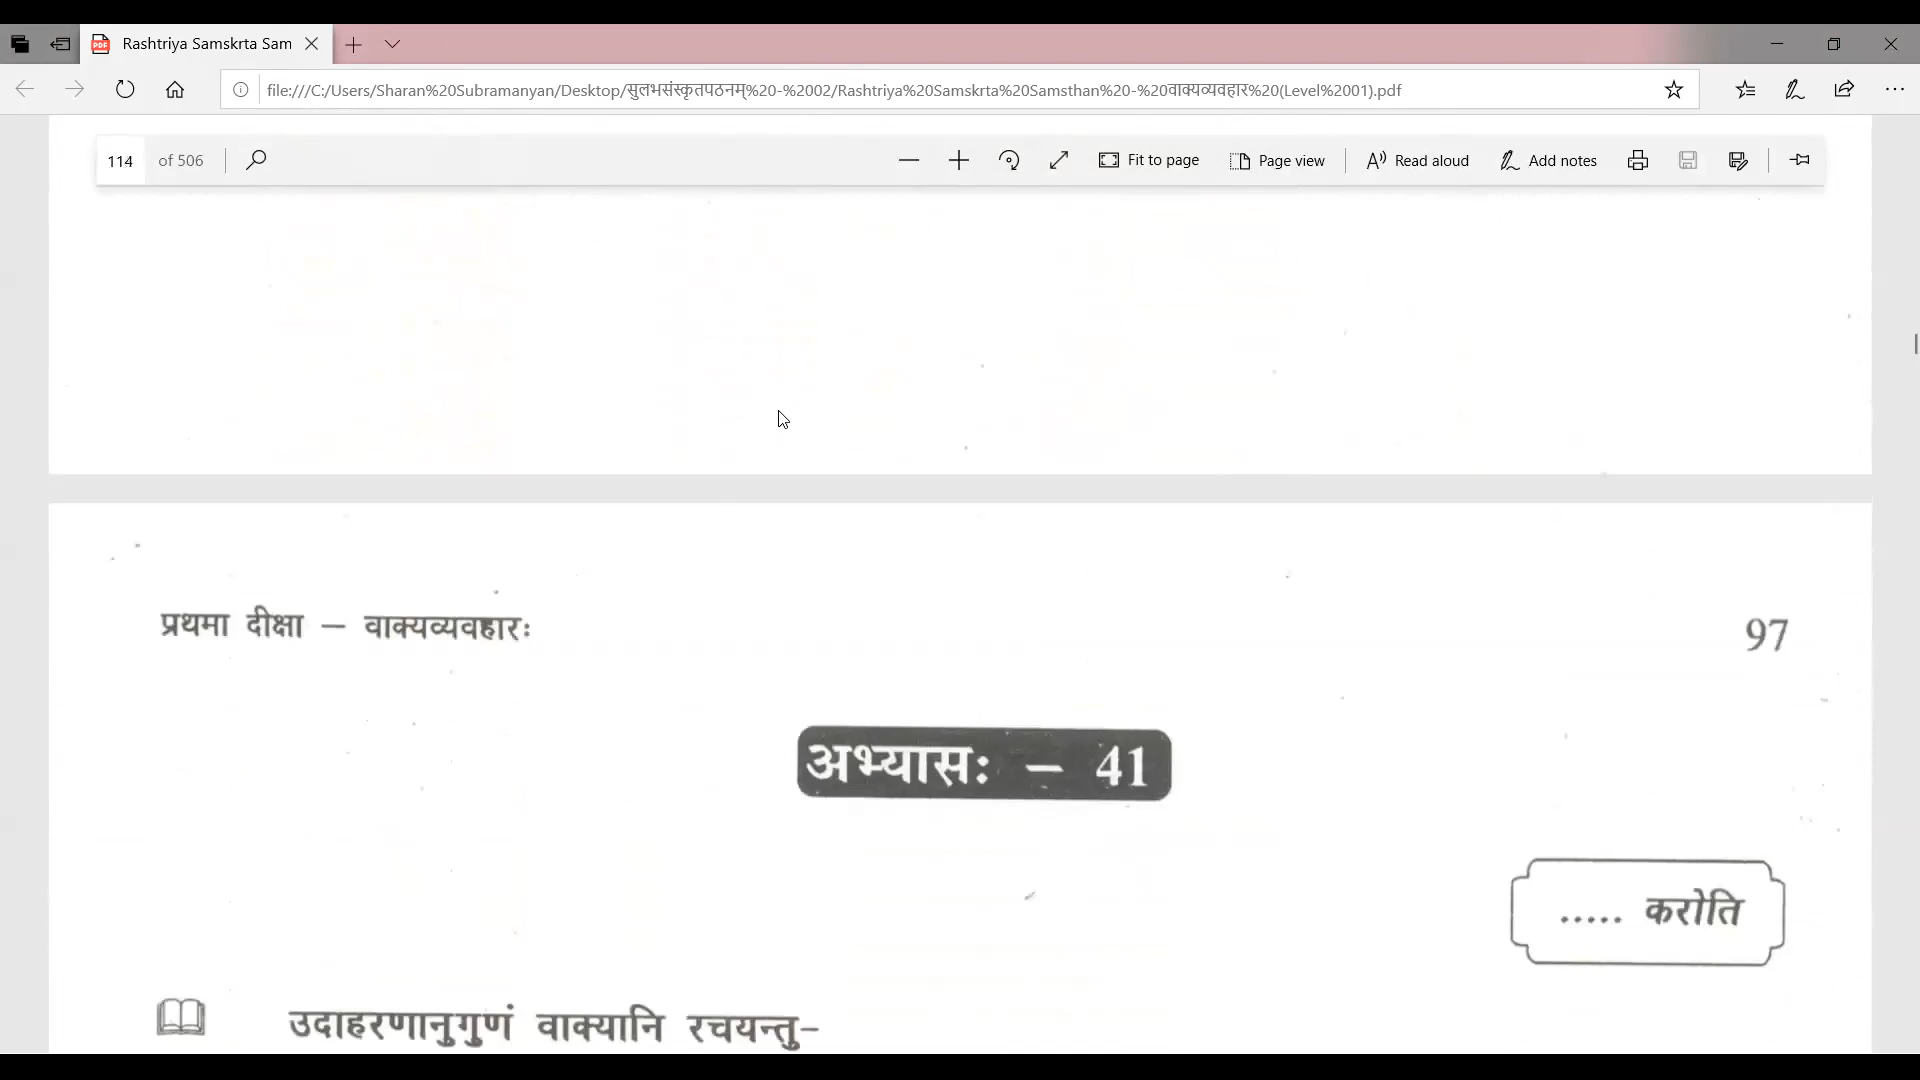 Rashtriya Samskrta Sam
file:///C:/Users/Sharan%20Subramanyan/Desktop/सुलभसंस्कृतपठनम्%20-%2002/Rashtriya%20Samskrta%20Samsthan%20-%20वाक्यव्यवहार%20(Level%2001).pdf
114 of 506 Fit to page Page view Read aloud Add notes
प्रथमा दीक्षा – वाक्यव्यवहारः 97
अभ्यासः – 41
..... करोति
उदाहरणानुगुणं वाक्यानि रचयन्तु–